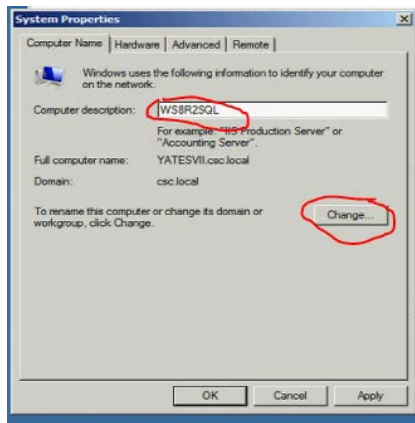 System Properties
Computer Name Hardware Advanced Remote
Windows uses the following information to identify your computer
on the network.
Computer description: WS8R2SQL
For example: "IIS Production Server" or
"Accounting Server".
Full computer name: YATESVII.csc.local
Domain: csc.local
To rename this computer or change its domain or
workgroup, click Change.
Change...
OK Cancel Apply